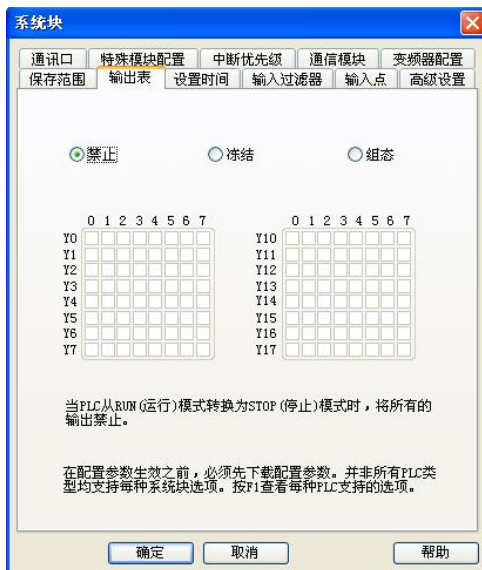 系统块
通讯口 特殊模块配置 中断优先级 通信模块 变频器配置
保存范围 输出表 设置时间 输入过滤器 输入点 高级设置
禁止 冻结 组态
0 1 2 3 4 5 6 7 0 1 2 3 4 5 6 7
Y0 Y10
Y1 Y11
Y2 Y12
Y3 Y13
Y4 Y14
Y5 Y15
Y6 Y16
Y7 Y17
当PLC从RUN(运行)模式转换为STOP(停止)模式时，将所有的
输出禁止。
在配置参数生效之前，必须先下载配置参数。并非所有PLC类
型均支持每种系统块选项。按F1查看每种PLC支持的选项。
确定 取消 帮助